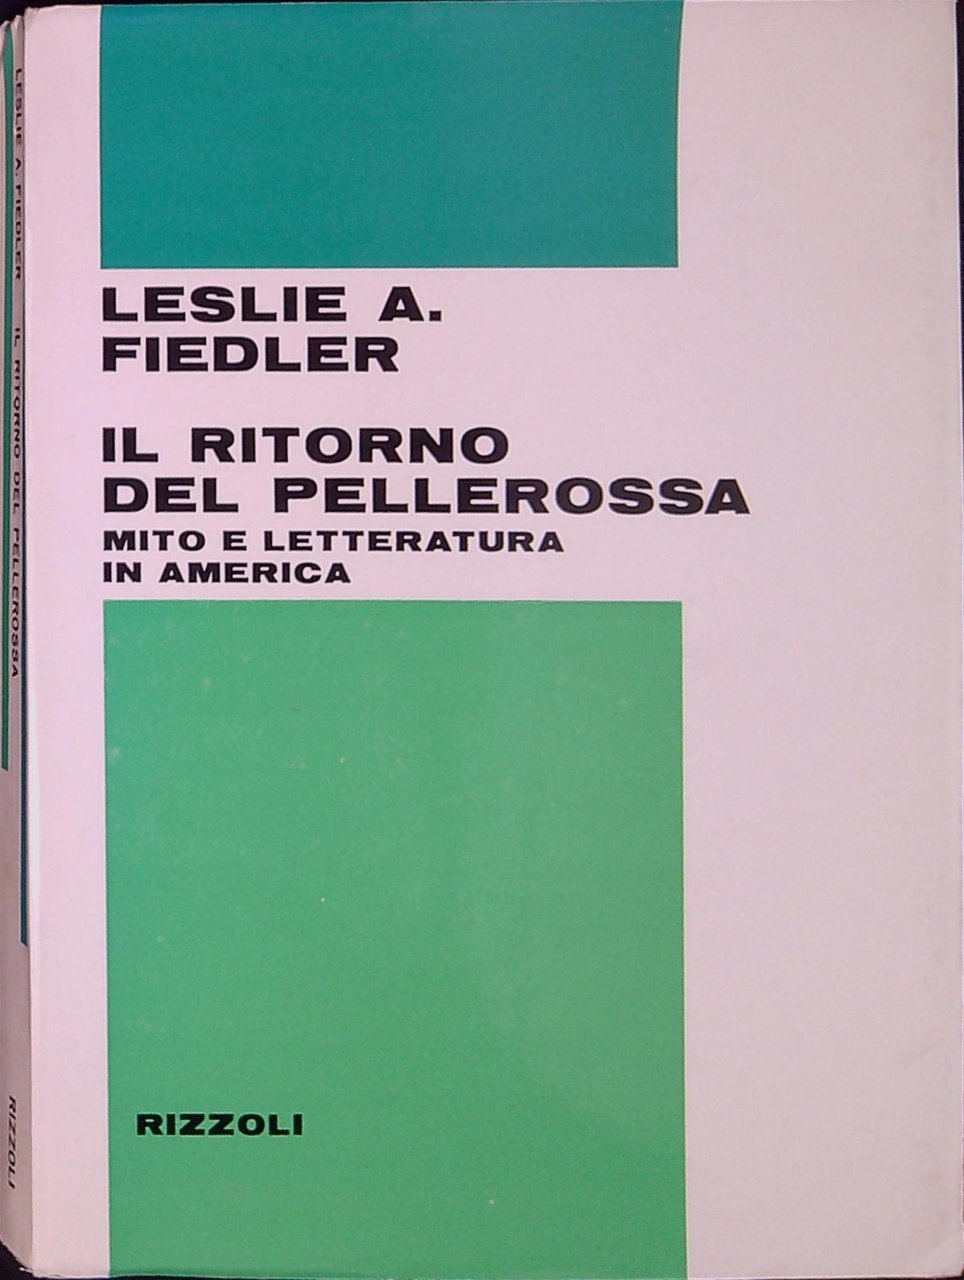 LESLIE A.
FIEDLER
IL RITORNO
DEL PELLEROSSA
MITO E LETTERATURA
IN AMERICA
RIZZOLI
LESLIE A. FIEDLER IL RITORNO DEL PELLEROSSA
RIZZOLI